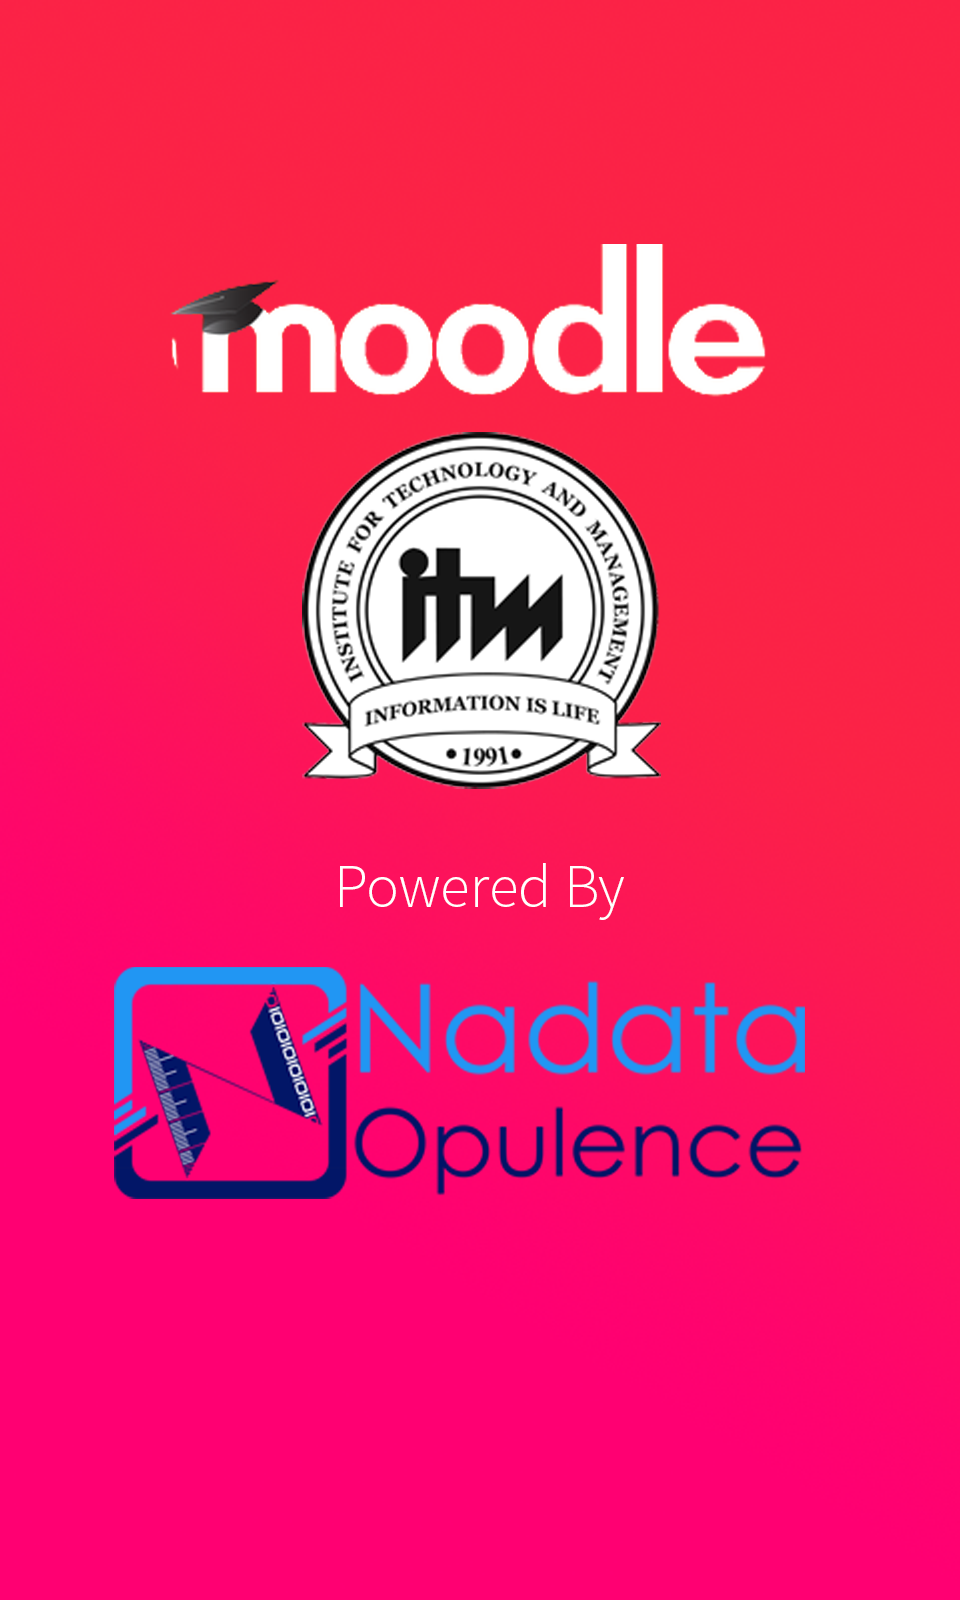 moodle
INSTITUTE FOR TECHNOLOGY AND MANAGEMENT
itm
INFORMATION IS LIFE
•1991•
Powered By
Nadata
Opulence